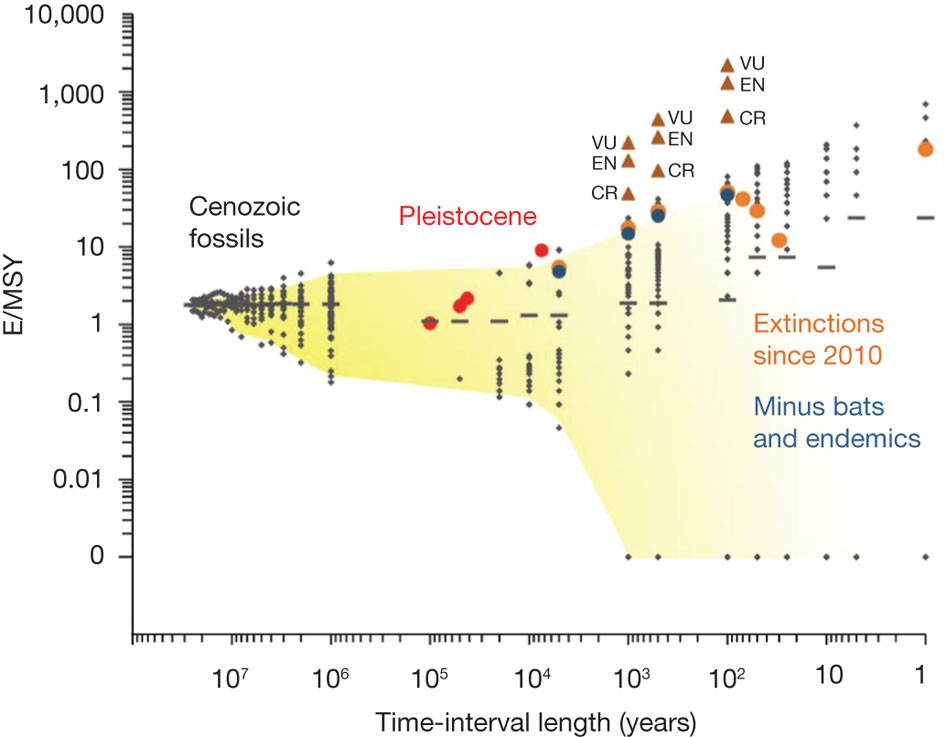 10,000
1,000
100
10
1
0.1
0.01
0
E/MSY
Cenozoic
fossils
Pleistocene
VU
EN
CR
VU
EN
CR
VU
EN
CR
Extinctions
since 2010
Minus bats
and endemics
10⁷ 10⁶ 10⁵ 10⁴ 10³ 10² 10 1
Time-interval length (years)